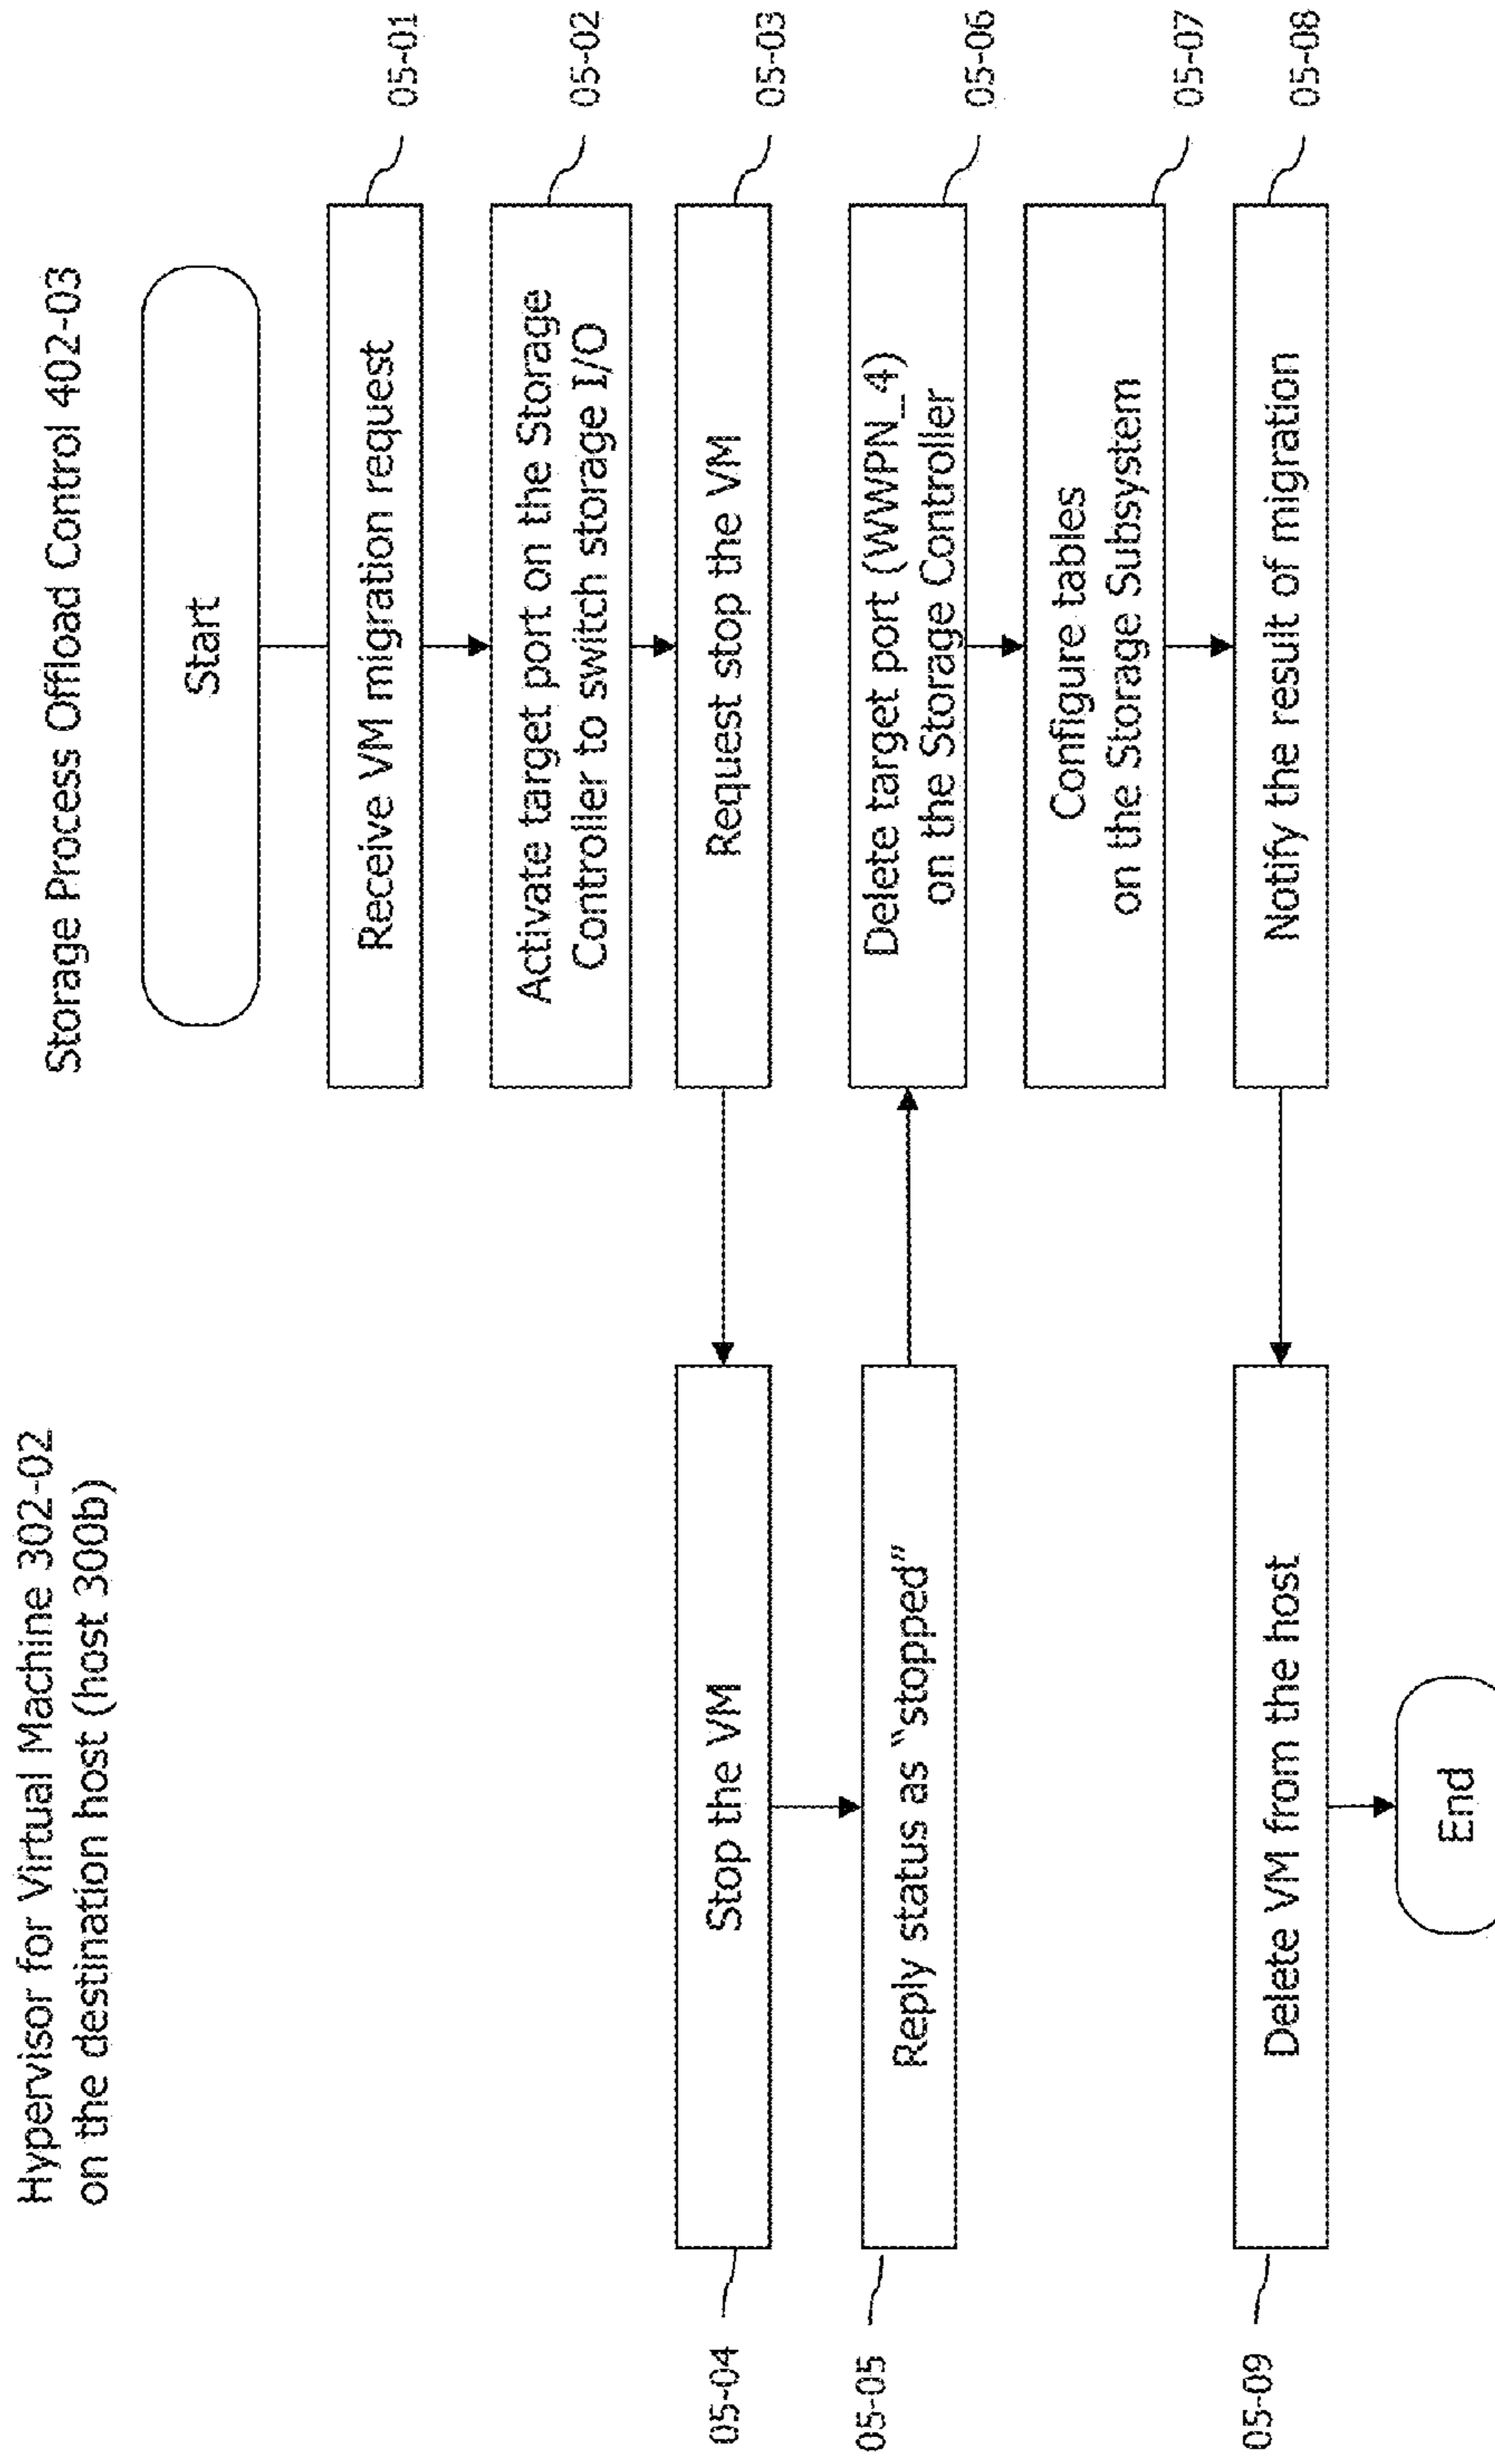 Hypervisor for Virtual Machine 302-02
on the destination host (host 300b)
Storage Process Offload Control 402-03
Start
Receive VM migration request
05-01
Activate target port on the Storage
Controller to switch storage I/O
05-02
Request stop the VM
05-03
05-04
Stop the VM
05-05
Reply status as “stopped”
Delete target port (WWPN_4)
on the Storage Controller
05-06
Configure tables
on the Storage Subsystem
05-07
Notify the result of migration
05-08
05-09
Delete VM from the host
End